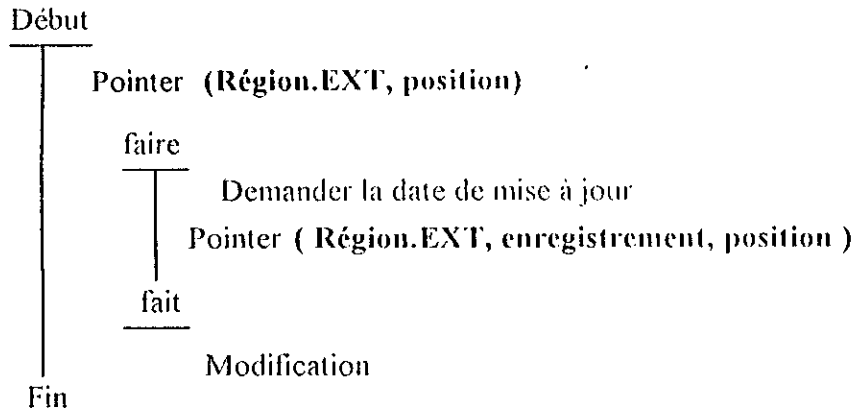 Début
Pointer (Région.EXT, position)
faire
Demander la date de mise à jour
Pointer ( Région.EXT, enregistrement, position )
fait
Modification
Fin